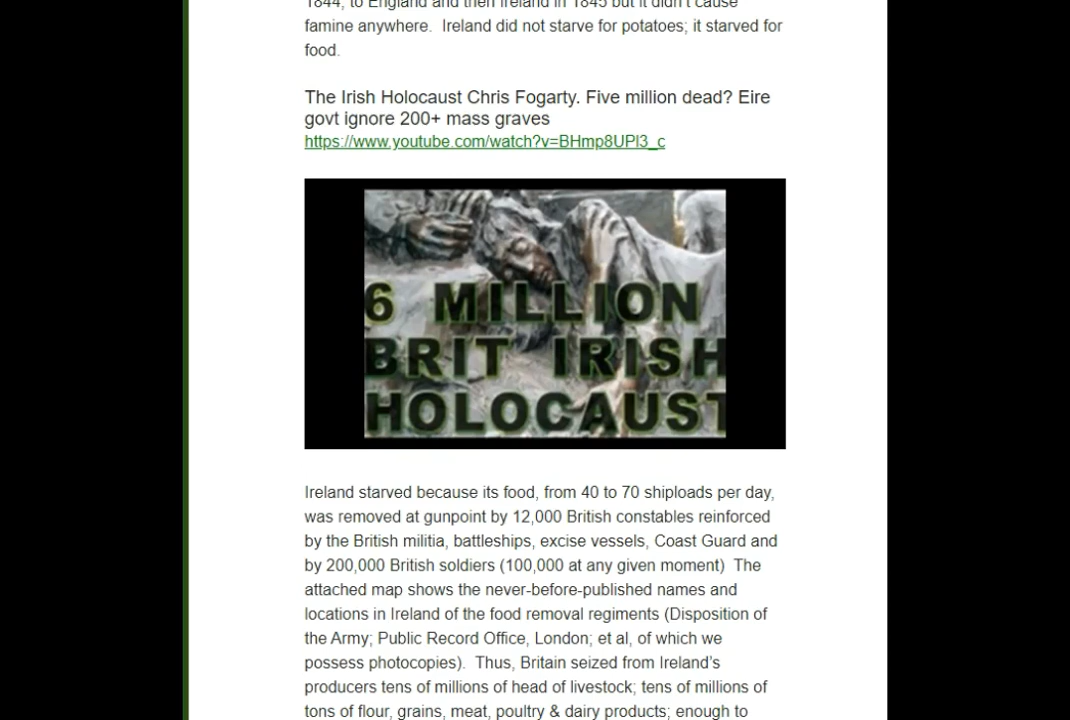 1844, to England and then Ireland in 1845 but it didn't cause
famine anywhere.  Ireland did not starve for potatoes; it starved for
food.
The Irish Holocaust Chris Fogarty. Five million dead? Eire
govt ignore 200+ mass graves
https://www.youtube.com/watch?v=BHmp8UPl3_c
6 MILLION
BRIT IRISH
HOLOCAUST
Ireland starved because its food, from 40 to 70 shiploads per day,
was removed at gunpoint by 12,000 British constables reinforced
by the British militia, battleships, excise vessels, Coast Guard and
by 200,000 British soldiers (100,000 at any given moment)  The
attached map shows the never-before-published names and
locations in Ireland of the food removal regiments (Disposition of
the Army; Public Record Office, London; et al, of which we
possess photocopies).  Thus, Britain seized from Ireland’s
producers tens of millions of head of livestock; tens of millions of
tons of flour, grains, meat, poultry & dairy products; enough to